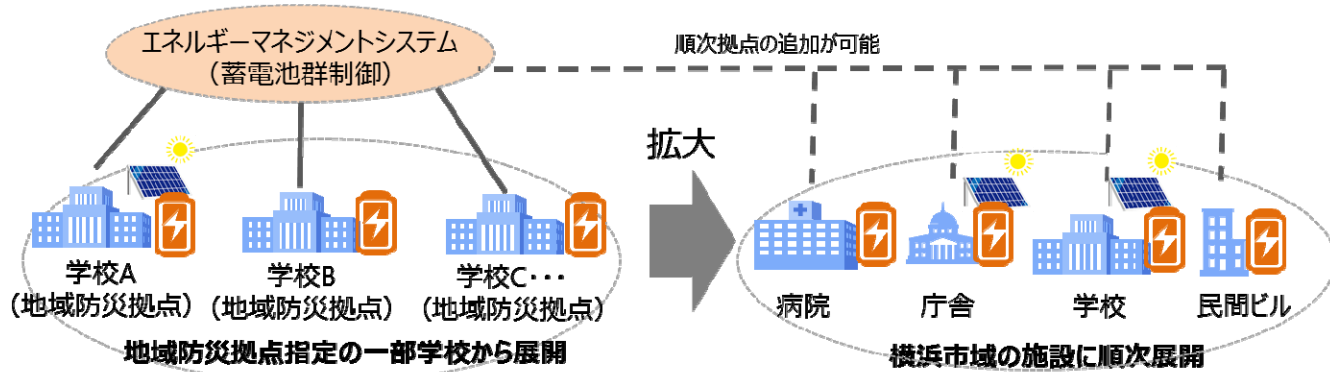 エネルギーマネジメントシステム
（蓄電池群制御）
順次拠点の追加が可能
拡大
学校A
（地域防災拠点）
学校B
（地域防災拠点）
学校C・・・
（地域防災拠点）
地域防災拠点指定の一部学校から展開
病院
庁舎
学校
民間ビル
横浜市域の施設に順次展開